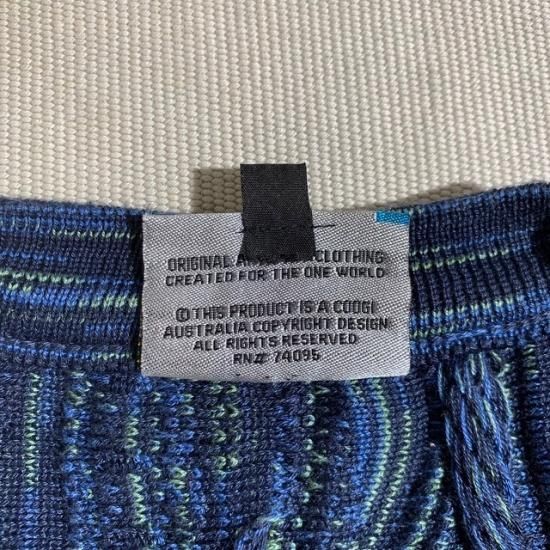 ORIGINAL CLOTHING
CREATED FOR THE ONE WORLD
© THIS PRODUCT IS A COOGI
AUSTRALIA COPYRIGHT DESIGN
ALL RIGHTS RESERVED
RN# 74095